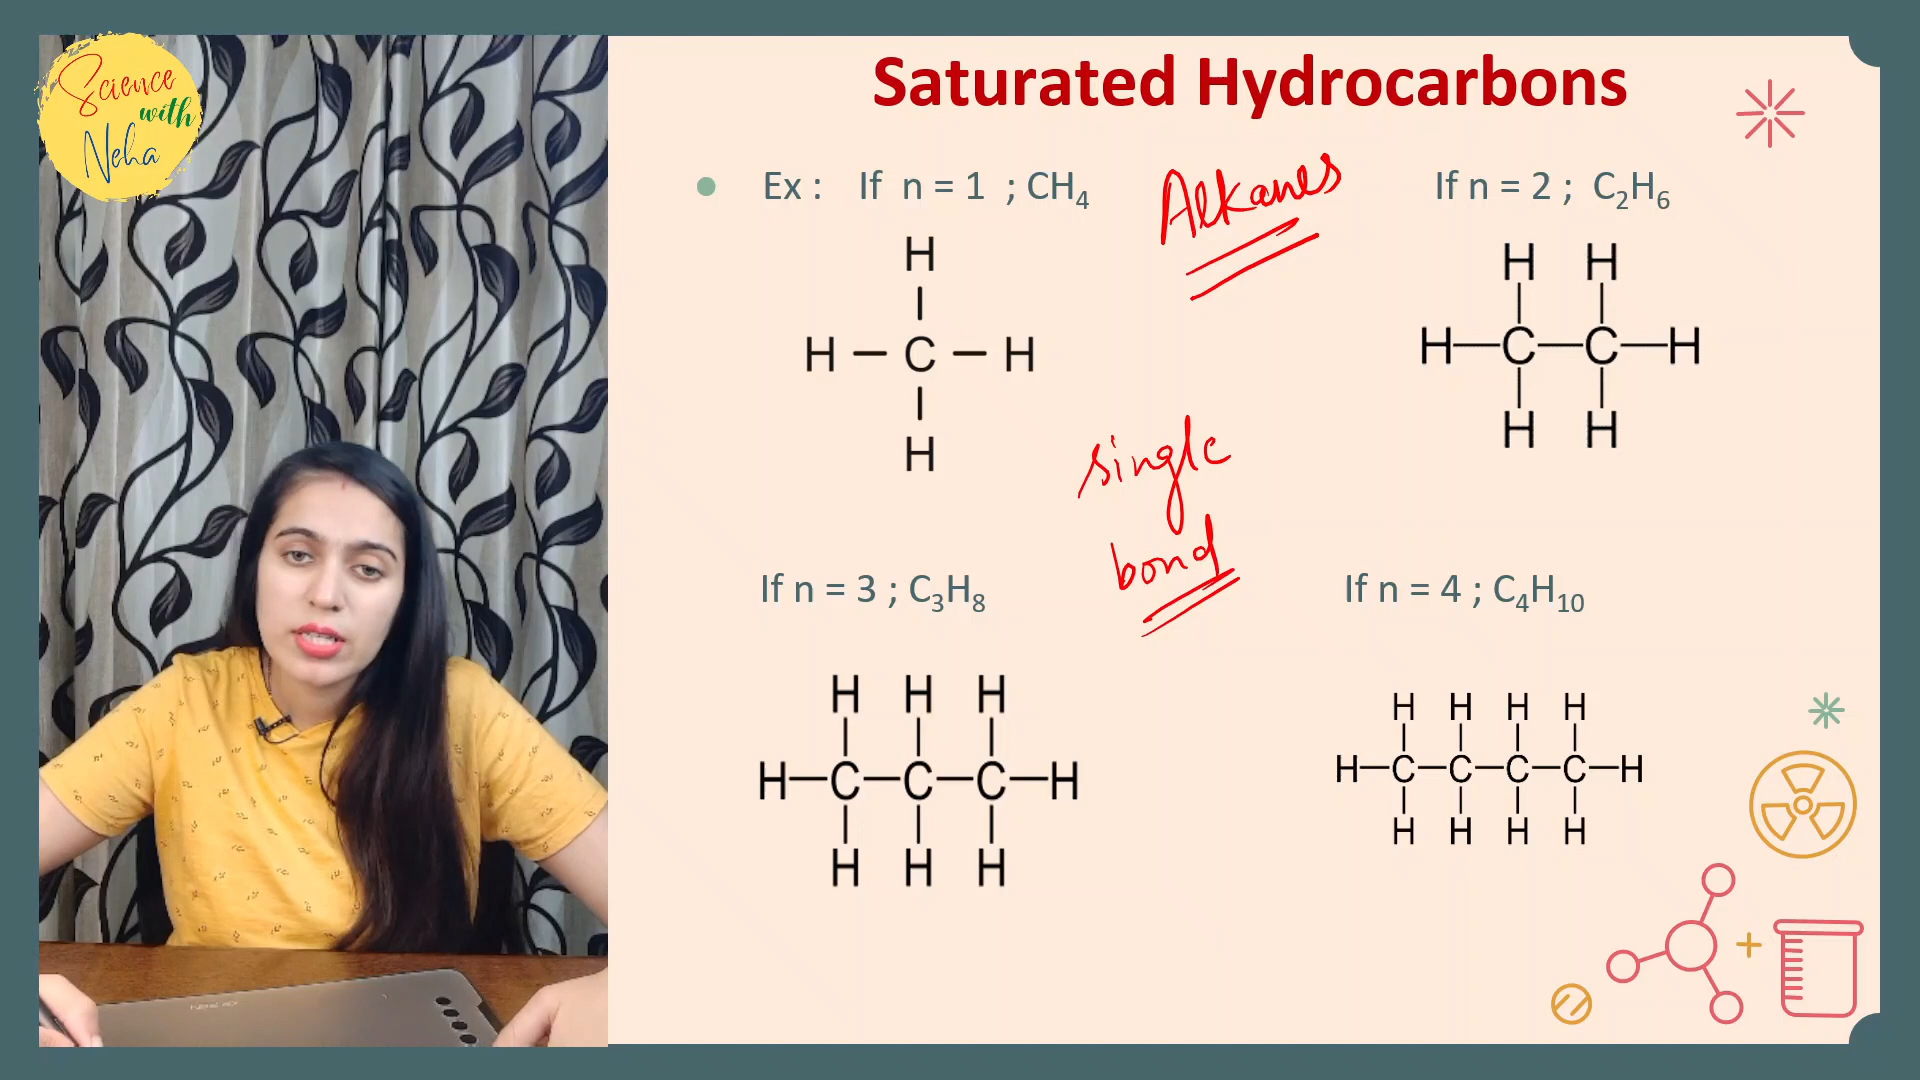 Science
with
Neha
Saturated Hydrocarbons
Ex : If n = 1 ; CH₄
Alkanes
If n = 2 ; C₂H₆
H
H — C — H
H
H H
H—C—C—H
H H
single
bond
If n = 3 ; C₃H₈
If n = 4 ; C₄H₁₀
H H H
H—C—C—C—H
H H H
H H H H
H—C—C—C—C—H
H H H H